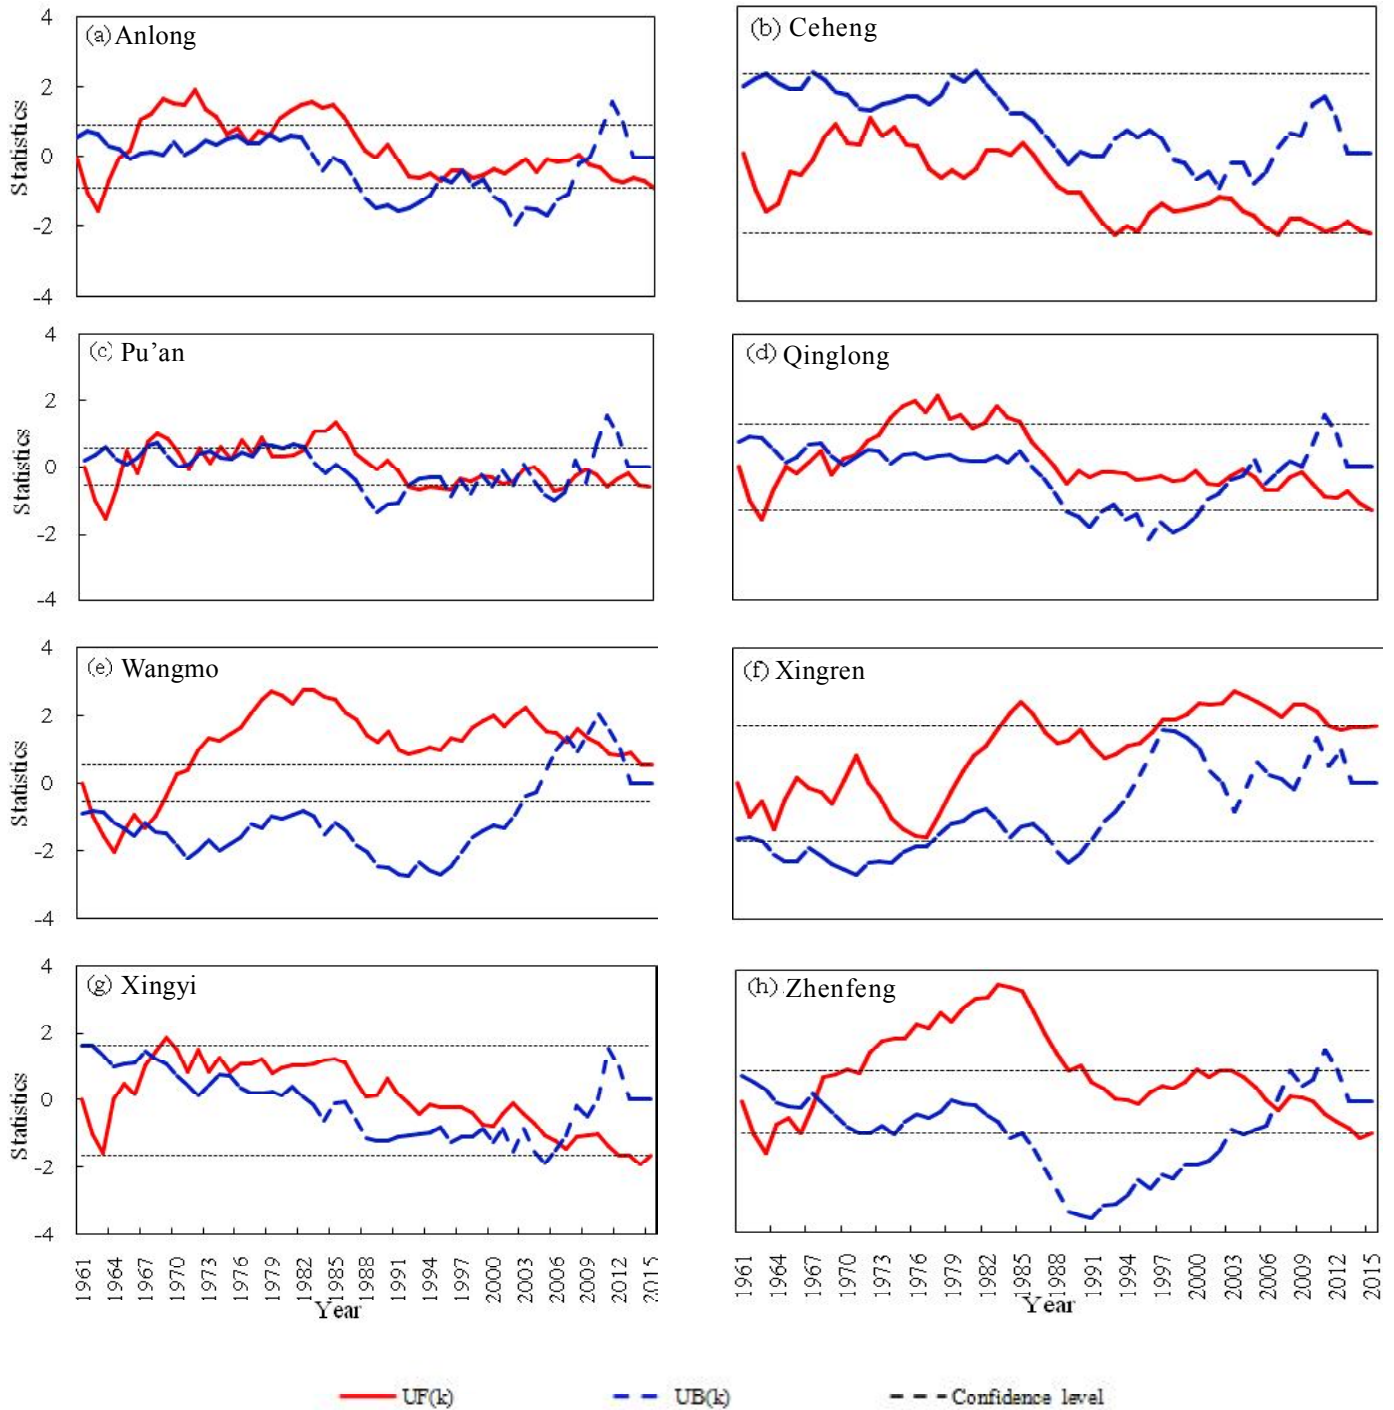 (a) Anlong
(b) Ceheng
4
2
0
-2
-4
Statistics
(c) Pu’an
(d) Qinglong
4
2
0
-2
-4
Statistics
(e) Wangmo
(f) Xingren
4
2
0
-2
-4
Statistics
(g) Xingyi
(h) Zhenfeng
4
2
0
-2
-4
Statistics
1961 1964 1967 1970 1973 1976 1979 1982 1985 1988 1991 1994 1997 2000 2003 2006 2009 2012 2015
Year
1961 1964 1967 1970 1973 1976 1979 1982 1985 1988 1991 1994 1997 2000 2003 2006 2009 2012 2015
Year
UF(k) UB(k) Confidence level